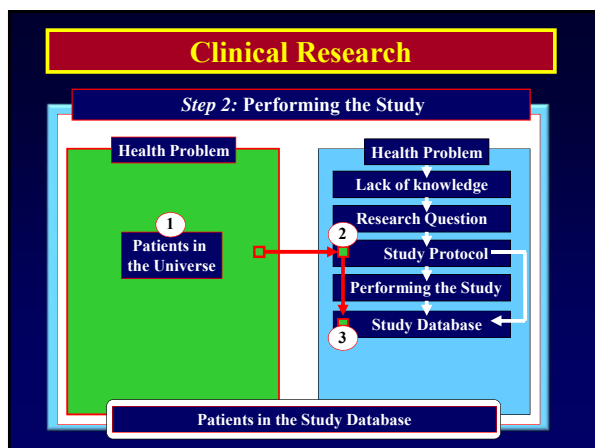 Clinical Research
Step 2: Performing the Study
Health Problem
1
Patients in
the Universe
Health Problem
Lack of knowledge
Research Question
2
Study Protocol
Performing the Study
Study Database
3
Patients in the Study Database